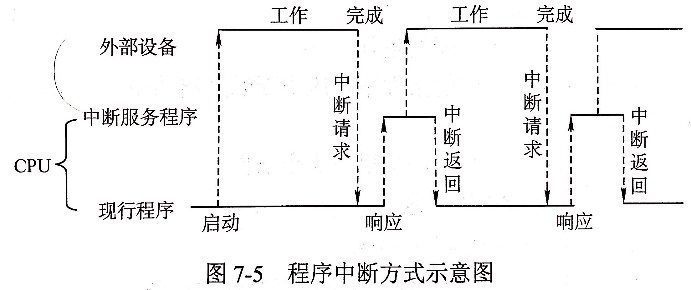 工作 完成 工作 完成
外部设备
中断请求
中断请求
中断服务程序
中断返回
中断返回
CPU
现行程序
启动 响应 响应
图 7-5 程序中断方式示意图